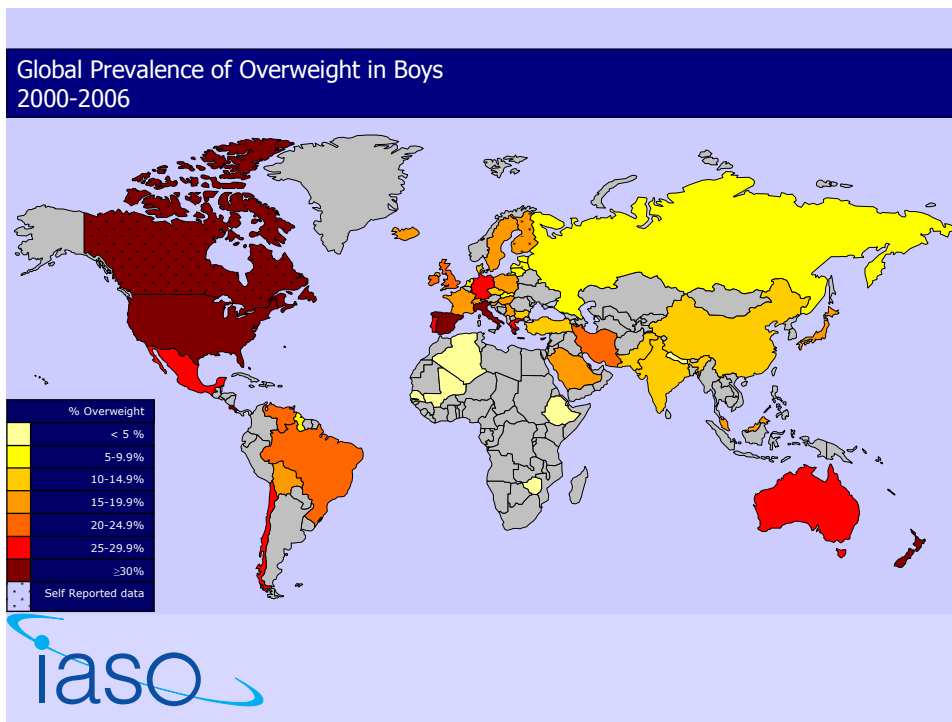 Global Prevalence of Overweight in Boys
2000-2006
% Overweight
< 5 %
5-9.9%
10-14.9%
15-19.9%
20-24.9%
25-29.9%
≥30%
Self Reported data
iaso